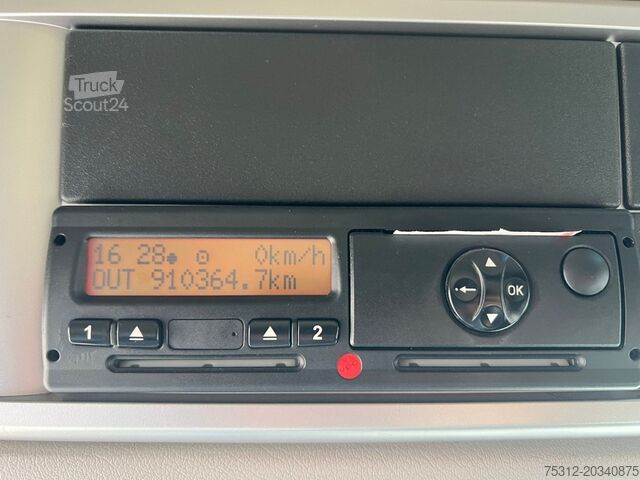 Truck
Scout24
16 28 0km/h
OUT 910364.7km
1
2
OK
75312-20340875